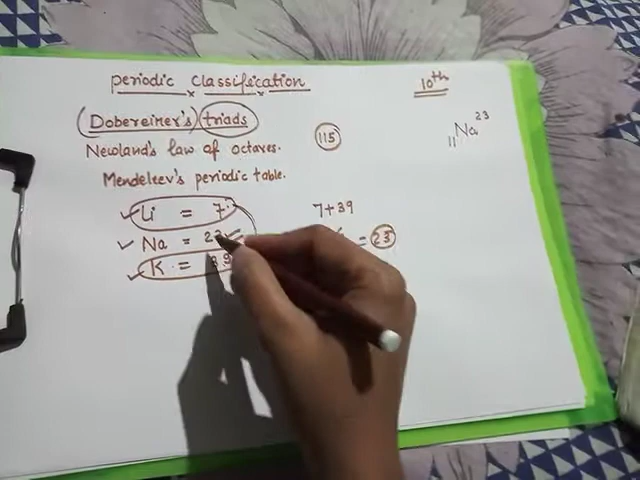 Periodic Classification
10th
(Dobereiner's) triads
Newland's law of octaves.
115
Mendeleev's periodic table.
11Na23
Li = 7
7+39
Na = 23
= 23
K = 39